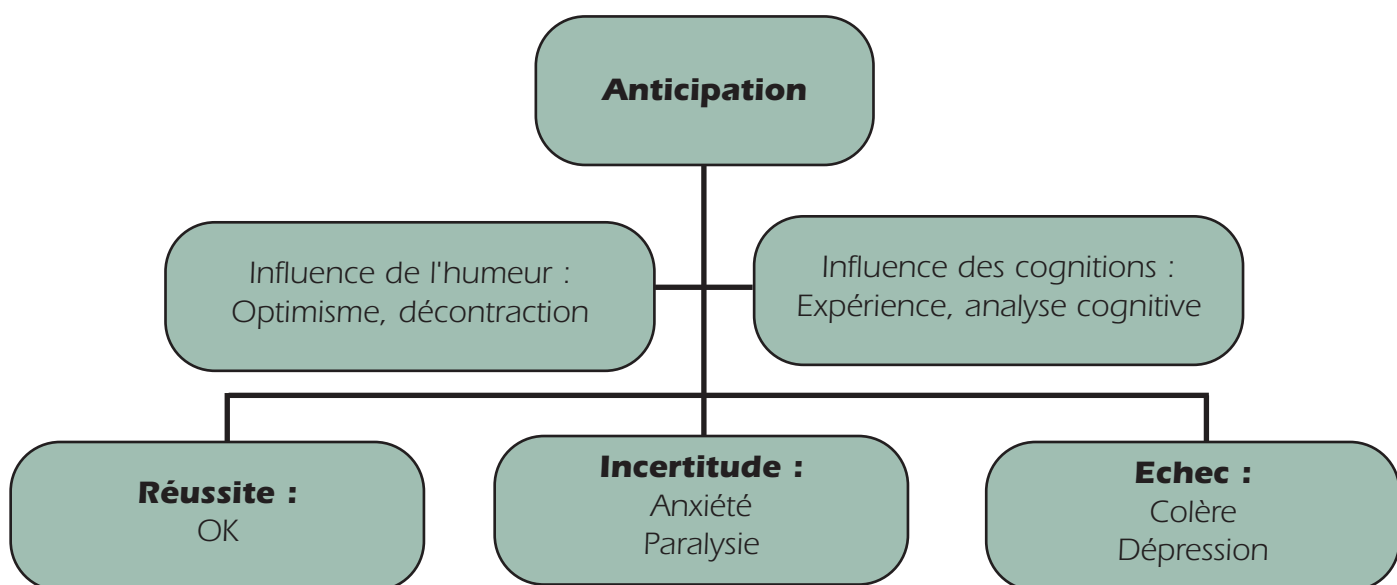 Anticipation
Influence de l'humeur :
Optimisme, décontraction
Influence des cognitions :
Expérience, analyse cognitive
Réussite :
OK
Incertitude :
Anxiété
Paralysie
Echec :
Colère
Dépression